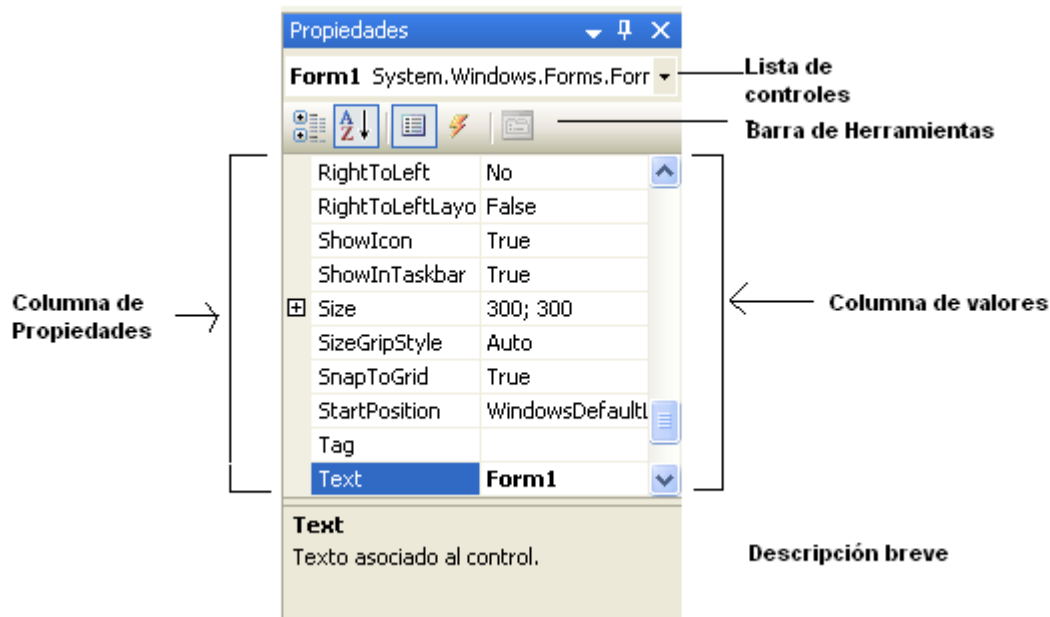 Propiedades
Form1 System.Windows.Forms.Forr
Lista de
controles
Barra de Herramientas
RightToLeft No
RightToLeftLayo False
ShowIcon True
ShowInTaskbar True
Size 300; 300
SizeGripStyle Auto
SnapToGrid True
StartPosition WindowsDefaultL
Tag
Text Form1
Columna de
Propiedades
Columna de valores
Text
Texto asociado al control.
Descripción breve